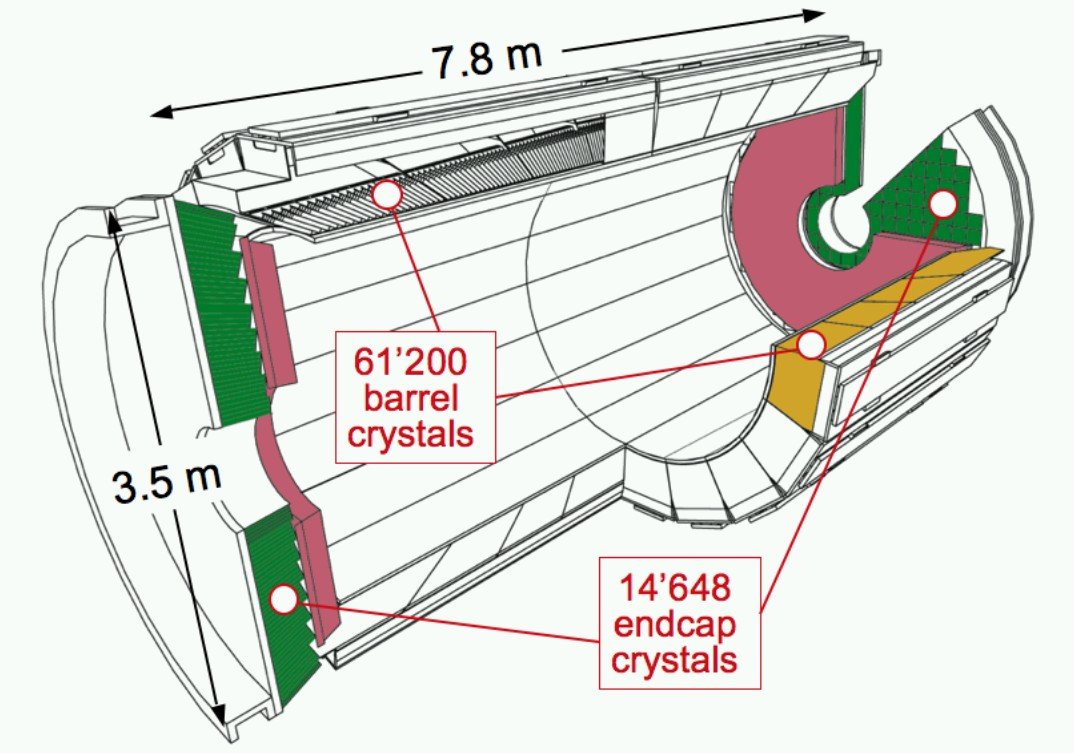 7.8 m
61’200
barrel
crystals
3.5 m
14’648
endcap
crystals